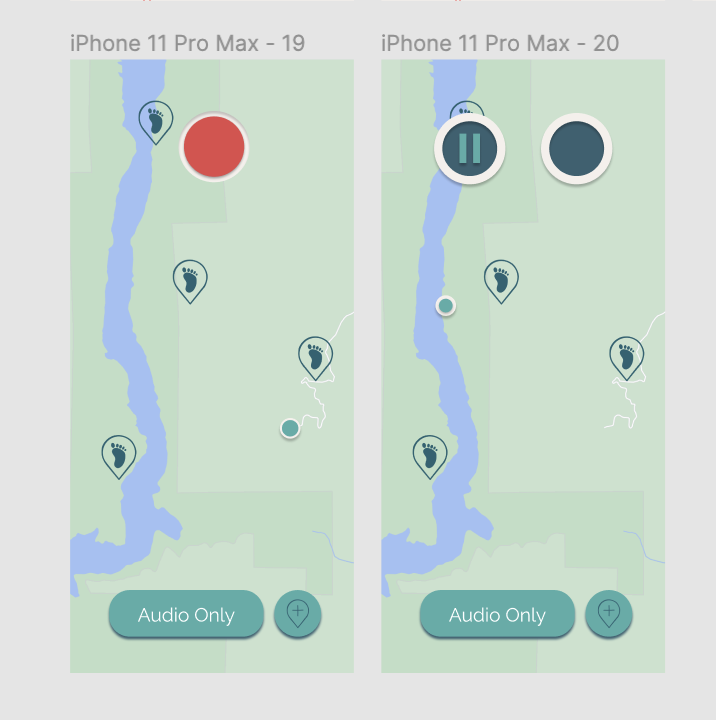 iPhone 11 Pro Max - 19
iPhone 11 Pro Max - 20
Audio Only
Audio Only